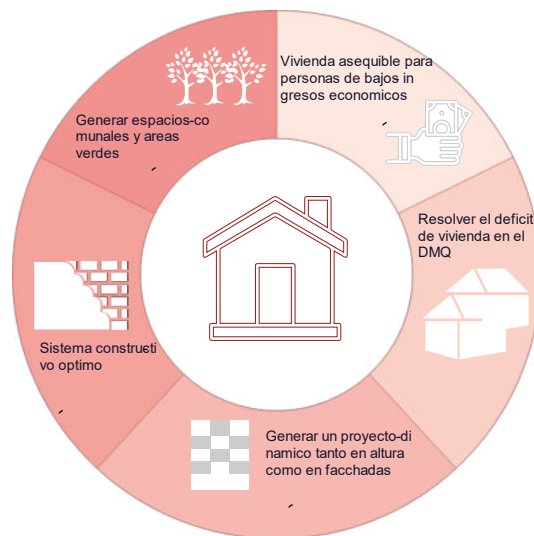 Vivienda asequible para
personas de bajos in
gresos economicos
Resolver el deficit
de vivienda en el
DMQ
Generar un proyecto-di
namico tanto en altura
como en facchadas
Sistema constructi
vo optimo
Generar espacios-co
munales y areas
verdes